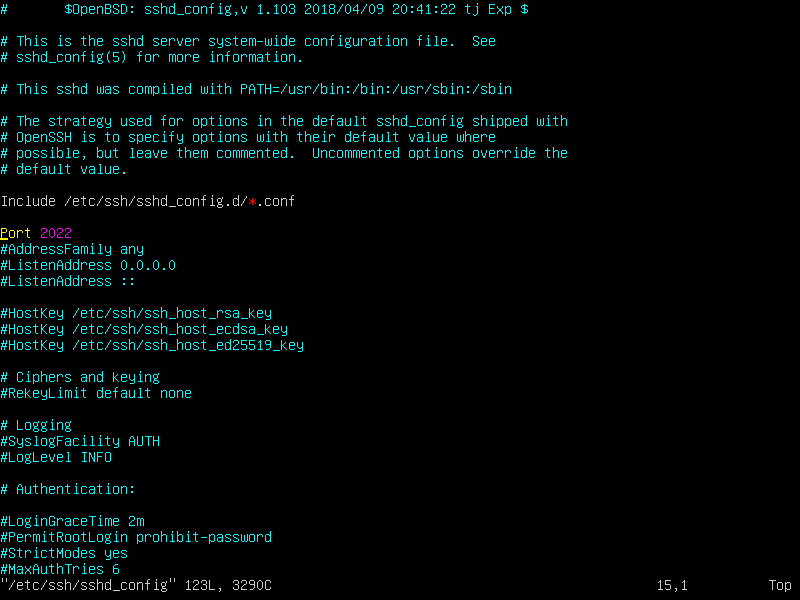 #       $OpenBSD: sshd_config,v 1.103 2018/04/09 20:41:22 tj Exp $
# This is the sshd server system-wide configuration file.  See
# sshd_config(5) for more information.
# This sshd was compiled with PATH=/usr/bin:/bin:/usr/sbin:/sbin
# The strategy used for options in the default sshd_config shipped with
# OpenSSH is to specify options with their default value where
# possible, but leave them commented.  Uncommented options override the
# default value.
Include /etc/ssh/sshd_config.d/*.conf
Port 2022
#AddressFamily any
#ListenAddress 0.0.0.0
#ListenAddress ::
#HostKey /etc/ssh/ssh_host_rsa_key
#HostKey /etc/ssh/ssh_host_ecdsa_key
#HostKey /etc/ssh/ssh_host_ed25519_key
# Ciphers and keying
#RekeyLimit default none
# Logging
#SyslogFacility AUTH
#LogLevel INFO
# Authentication:
#LoginGraceTime 2m
#PermitRootLogin prohibit-password
#StrictModes yes
#MaxAuthTries 6
"/etc/ssh/sshd_config" 123L, 3290C                                                15,1          Top